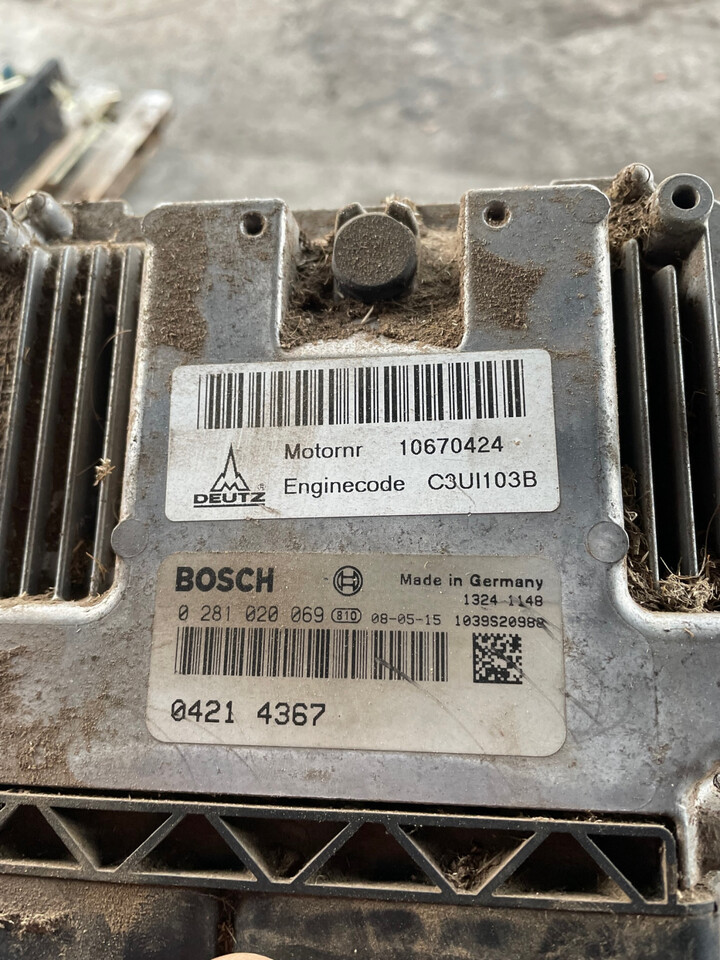 Motornr 10670424
DEUTZ
Enginecode C3UI103B
BOSCH
Made in Germany
1324 1148
0 281 020 069 810 08-05-15 1039S20988
0421 4367